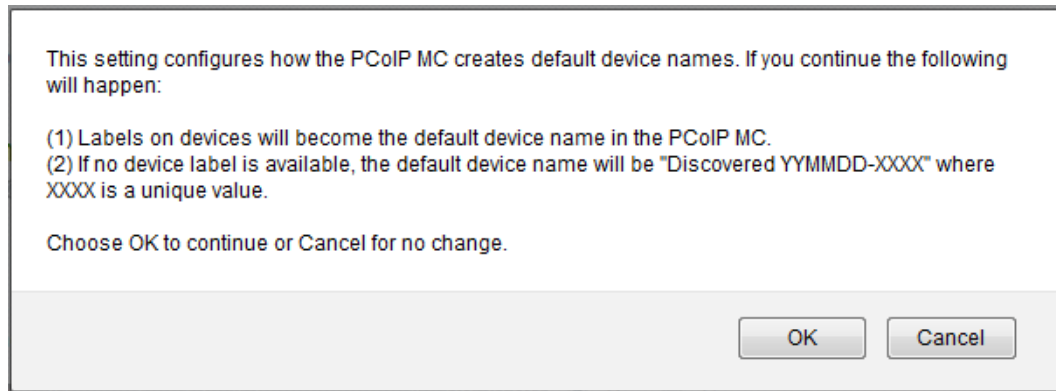 This setting configures how the PCoIP MC creates default device names. If you continue the following
will happen:
(1) Labels on devices will become the default device name in the PCoIP MC.
(2) If no device label is available, the default device name will be "Discovered YYMMDD-XXXX" where
XXXX is a unique value.
Choose OK to continue or Cancel for no change.
OK
Cancel